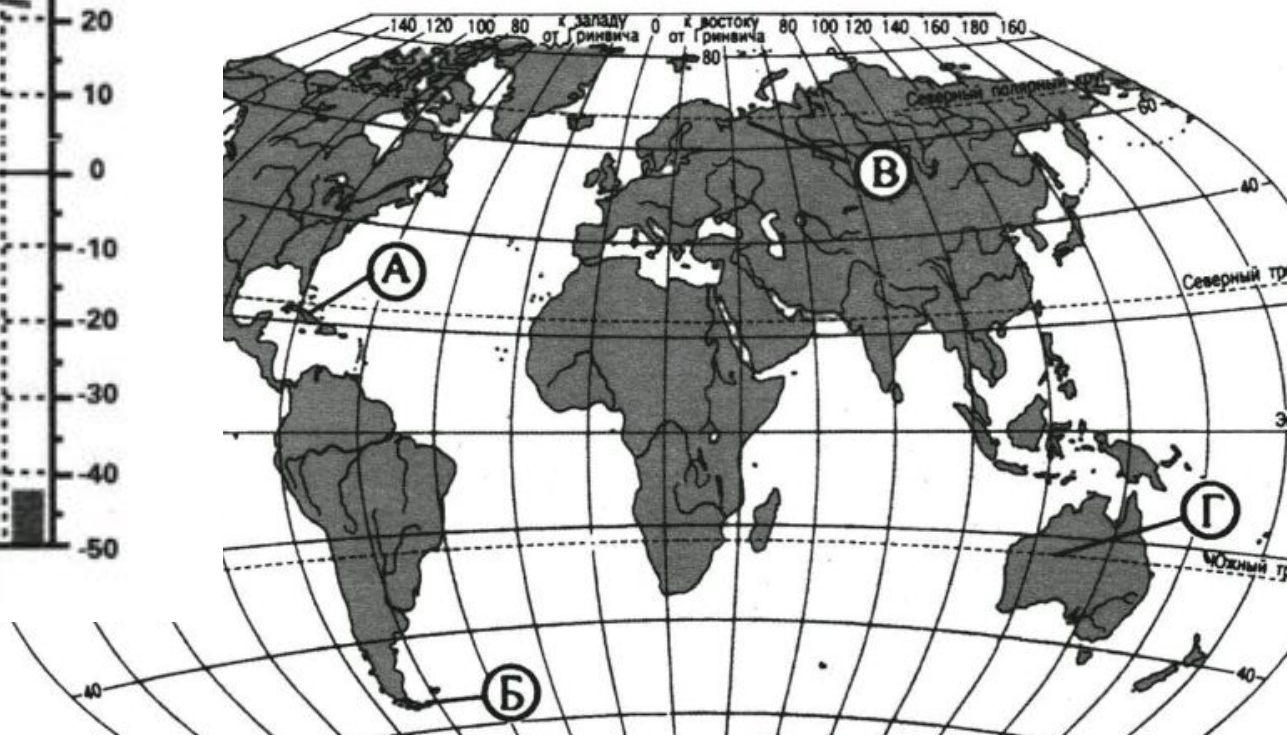 20
10
0
-10
-20
-30
-40
-50
140 120 100 80 к западу от Гринвича 0 к востоку от Гринвича 80 100 120 140 160 180 160
80
Северный полярный круг
60
В
40
А
Северный тр
Э
Г
Южный тр
40
40
Б